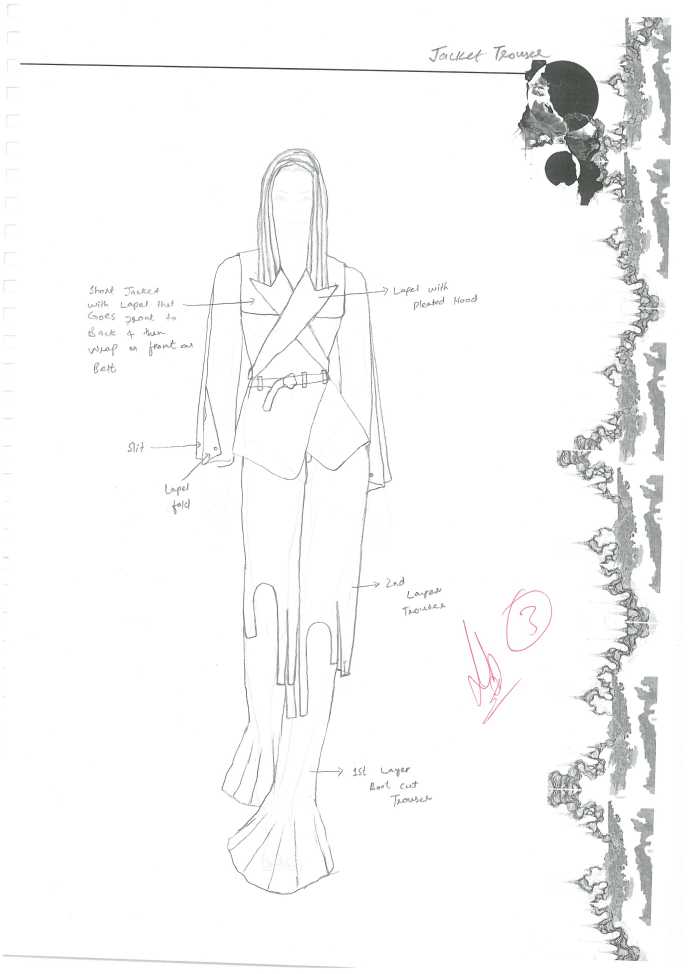 Jacket Trouser
Short Jacket
with Lapel that
Goes front to
Back & then
Wrap on front as
Belt
Lapel with
pleated Hood
Slit
Lapel
fold
2nd
Layer
Trouser
3
1st Layer
Boot cut
Trouser